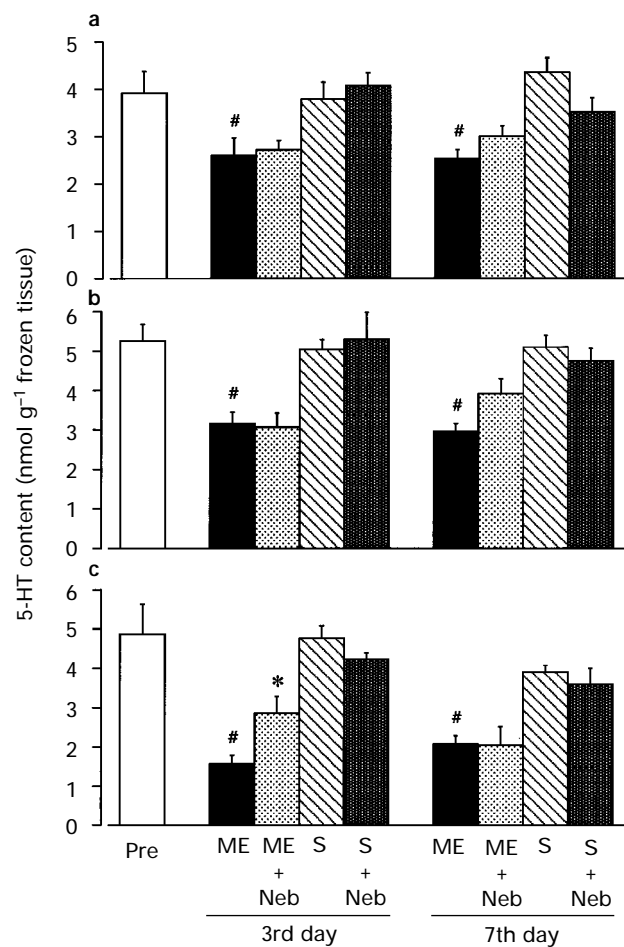 a
5
4
3
2
1
0
#
#
b
6
5
4
3
2
1
0
#
#
c
6
5
4
3
2
1
0
#
*
#
5-HT content (nmol g⁻¹ frozen tissue)
Pre
ME
ME + Neb
S
S + Neb
ME
ME + Neb
S
S + Neb
3rd day
7th day